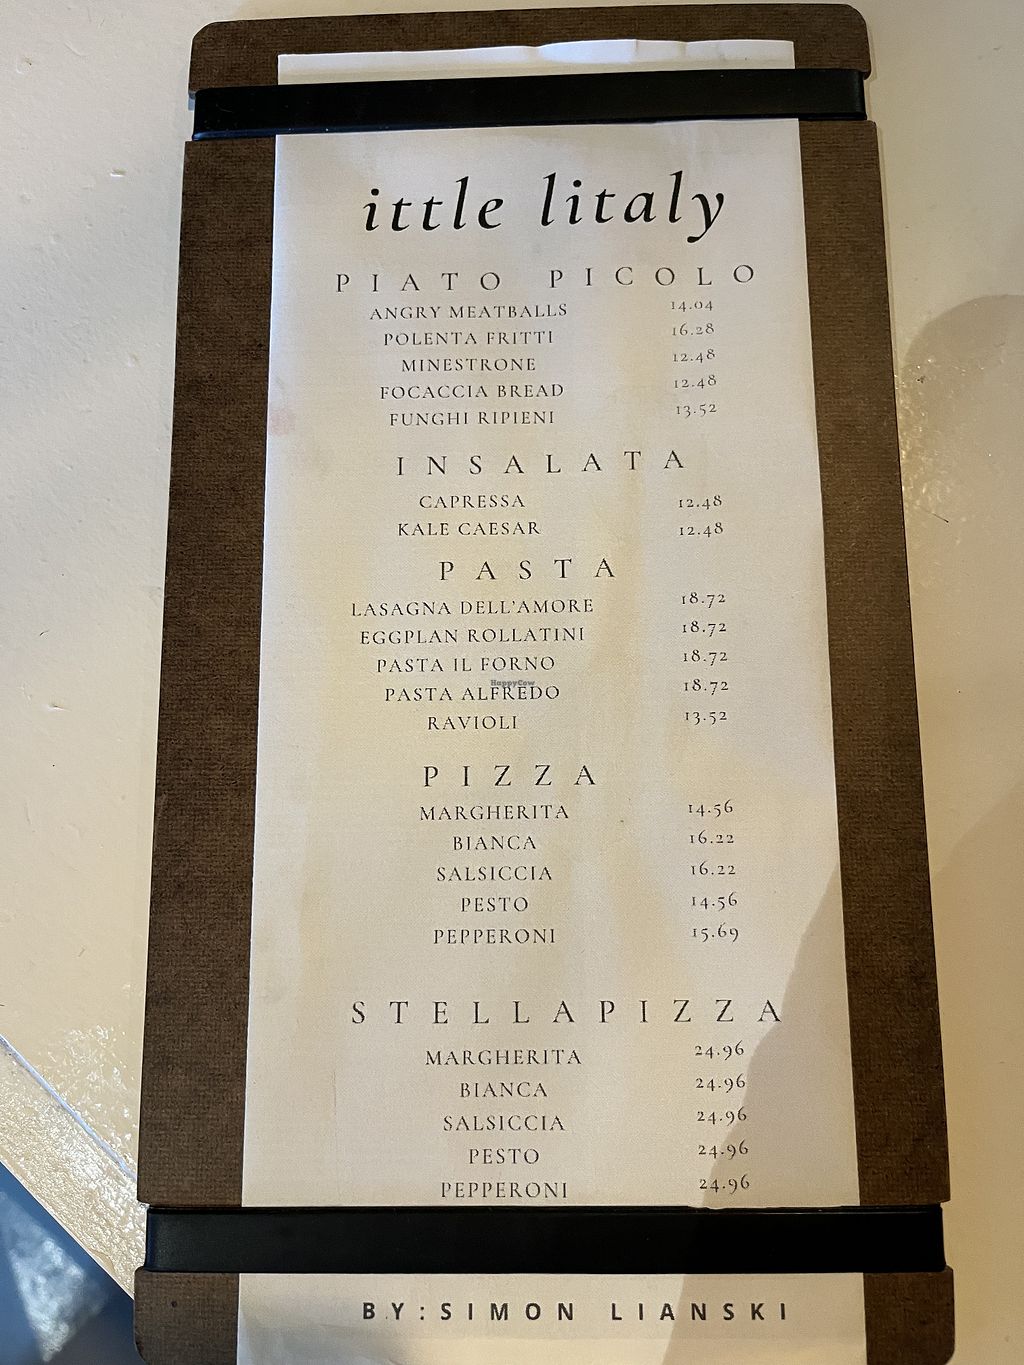 ittle litaly
PIATO PICOLO
ANGRY MEATBALLS 14.04
POLENTA FRITTI 16.28
MINESTRONE 12.48
FOCACCIA BREAD 12.48
FUNGHI RIPIENI 13.52
INSALATA
CAPRESSA 12.48
KALE CAESAR 12.48
PASTA
LASAGNA DELL'AMORE 18.72
EGGPLAN ROLLATINI 18.72
PASTA IL FORNO 18.72
HappyCow
PASTA ALFREDO 18.72
RAVIOLI 13.52
PIZZA
MARGHERITA 14.56
BIANCA 16.22
SALSICCIA 16.22
PESTO 14.56
PEPPERONI 15.69
STELLAPIZZA
MARGHERITA 24.96
BIANCA 24.96
SALSICCIA 24.96
PESTO 24.96
PEPPERONI 24.96
BY:SIMON LIANSKI